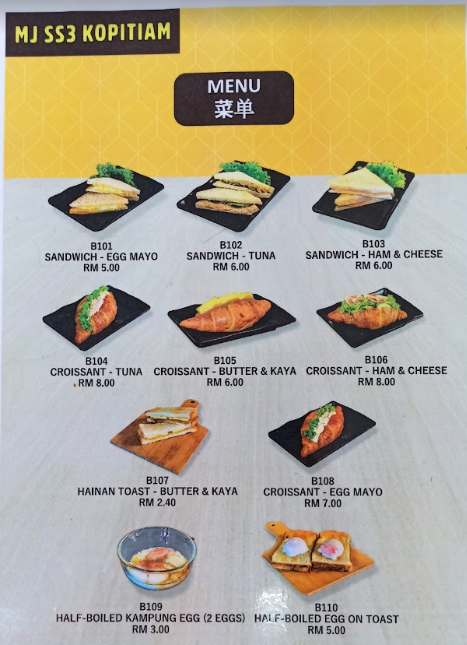 MJ SS3 KOPITIAM
MENU
菜单
B101
SANDWICH - EGG MAYO
RM 5.00
B102
SANDWICH - TUNA
RM 6.00
B103
SANDWICH - HAM & CHEESE
RM 6.00
B104
CROISSANT - TUNA
RM 8.00
B105
CROISSANT - BUTTER & KAYA
RM 6.00
B106
CROISSANT - HAM & CHEESE
RM 8.00
B107
HAINAN TOAST - BUTTER & KAYA
RM 2.40
B108
CROISSANT - EGG MAYO
RM 7.00
B109
HALF-BOILED KAMPUNG EGG (2 EGGS)
RM 3.00
B110
HALF-BOILED EGG ON TOAST
RM 5.00